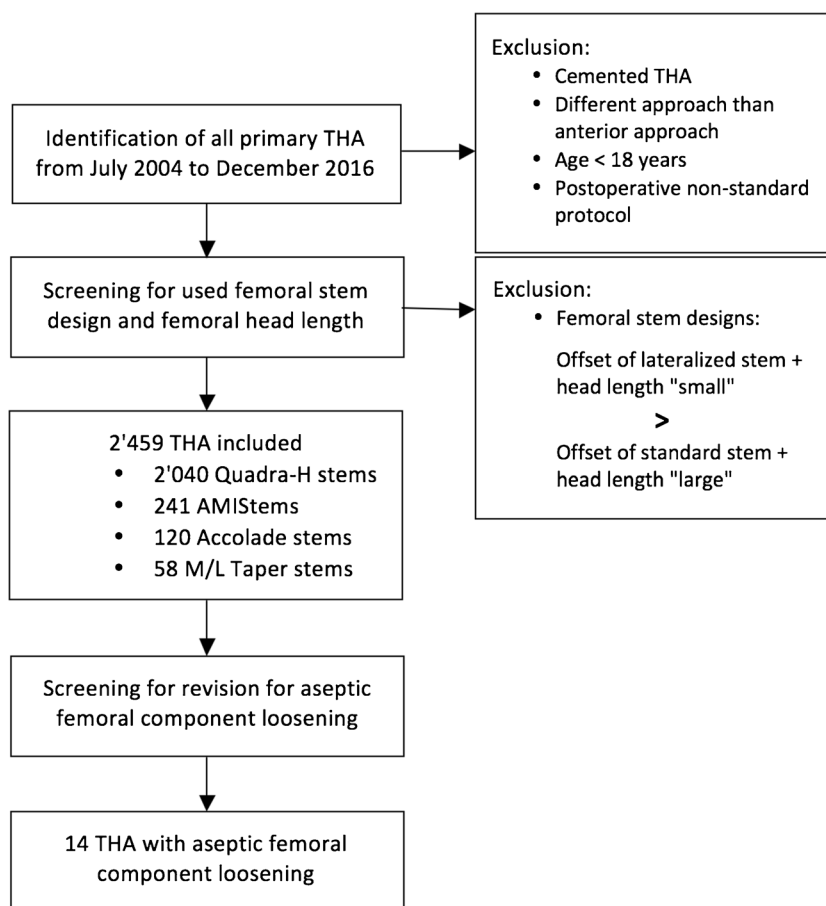 Identification of all primary THA
from July 2004 to December 2016
Exclusion:
• Cemented THA
• Different approach than
anterior approach
• Age < 18 years
• Postoperative non-standard
protocol
Screening for used femoral stem
design and femoral head length
Exclusion:
• Femoral stem designs:
Offset of lateralized stem +
head length "small"
>
Offset of standard stem +
head length "large"
2'459 THA included
• 2'040 Quadra-H stems
• 241 AMIStems
• 120 Accolade stems
• 58 M/L Taper stems
Screening for revision for aseptic
femoral component loosening
14 THA with aseptic femoral
component loosening